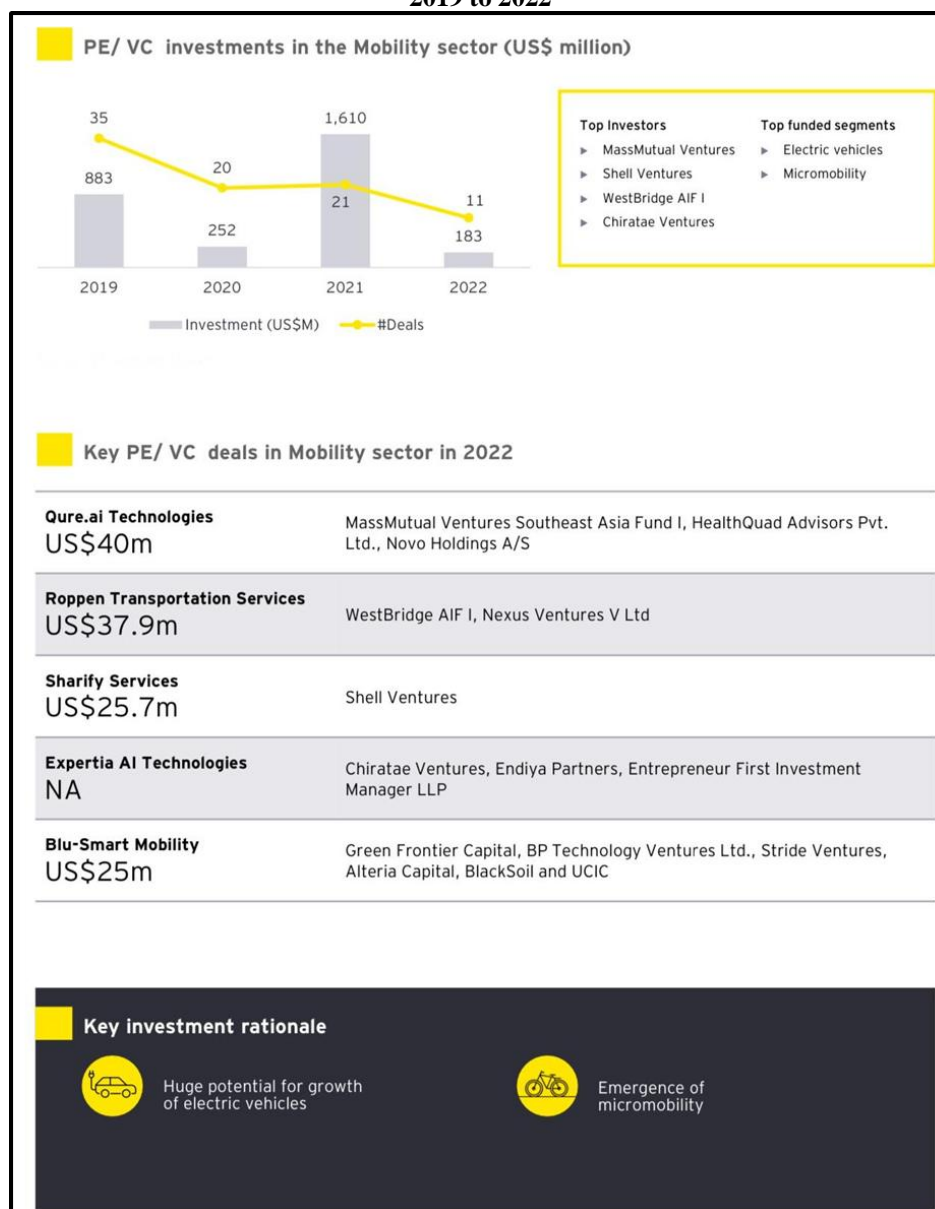 2019 to 2022
PE/ VC investments in the Mobility sector (US$ million)
35
883
20
252
1,610
21
11
183
2019
2020
2021
2022
Investment (US$M)
#Deals
Top Investors
MassMutual Ventures
Shell Ventures
WestBridge AIF I
Chiratae Ventures
Top funded segments
Electric vehicles
Micromobility
Key PE/ VC deals in Mobility sector in 2022
Qure.ai Technologies
US$40m
MassMutual Ventures Southeast Asia Fund I, HealthQuad Advisors Pvt.
Ltd., Novo Holdings A/S
Roppen Transportation Services
US$37.9m
WestBridge AIF I, Nexus Ventures V Ltd
Sharify Services
US$25.7m
Shell Ventures
Expertia AI Technologies
NA
Chiratae Ventures, Endiya Partners, Entrepreneur First Investment
Manager LLP
Blu-Smart Mobility
US$25m
Green Frontier Capital, BP Technology Ventures Ltd., Stride Ventures,
Alteria Capital, BlackSoil and UCIC
Key investment rationale
Huge potential for growth
of electric vehicles
Emergence of
micromobility